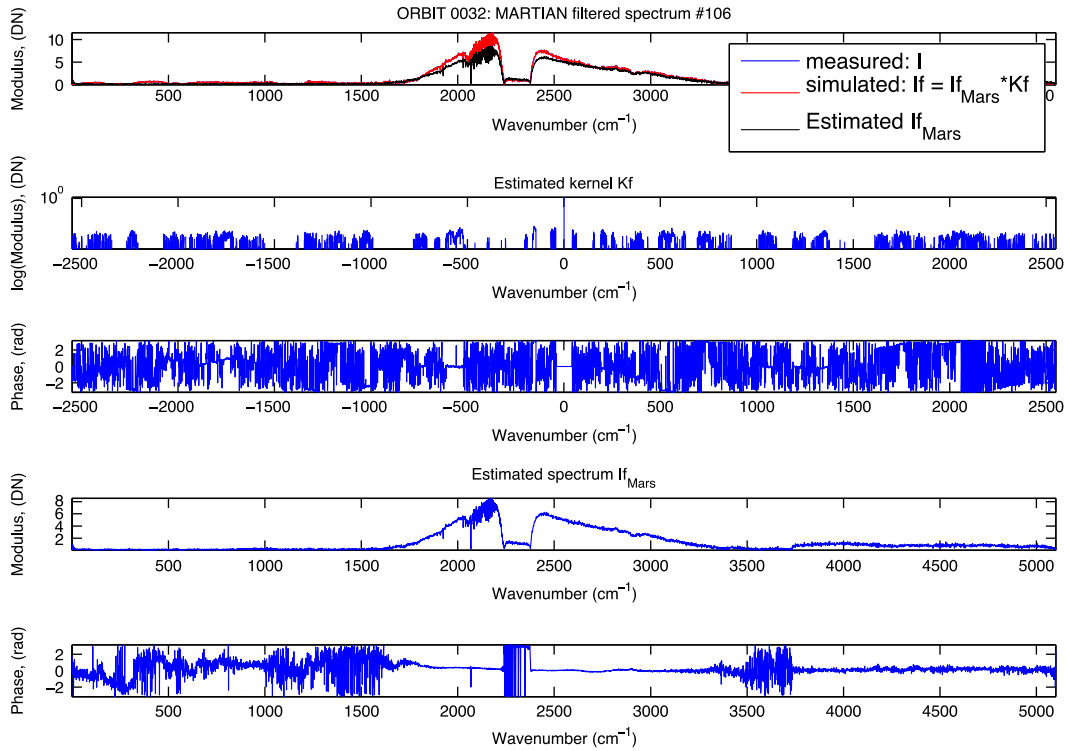 ORBIT 0032: MARTIAN filtered spectrum #106
Modulus, (DN)
10
5
0
500 1000 1500 2000 2500 3000
Wavenumber (cm⁻¹)
measured: I
simulated: If = If_Mars*Kf
Estimated If_Mars
Estimated kernel Kf
log(Modulus), (DN)
10⁰
−2500 −2000 −1500 −1000 −500 0 500 1000 1500 2000 2500
Wavenumber (cm⁻¹)
Phase, (rad)
2
0
−2
−2500 −2000 −1500 −1000 −500 0 500 1000 1500 2000 2500
Wavenumber (cm⁻¹)
Estimated spectrum If_Mars
Modulus, (DN)
8
6
4
2
500 1000 1500 2000 2500 3000 3500 4000 4500 5000
Wavenumber (cm⁻¹)
Phase, (rad)
2
0
−2
500 1000 1500 2000 2500 3000 3500 4000 4500 5000
Wavenumber (cm⁻¹)